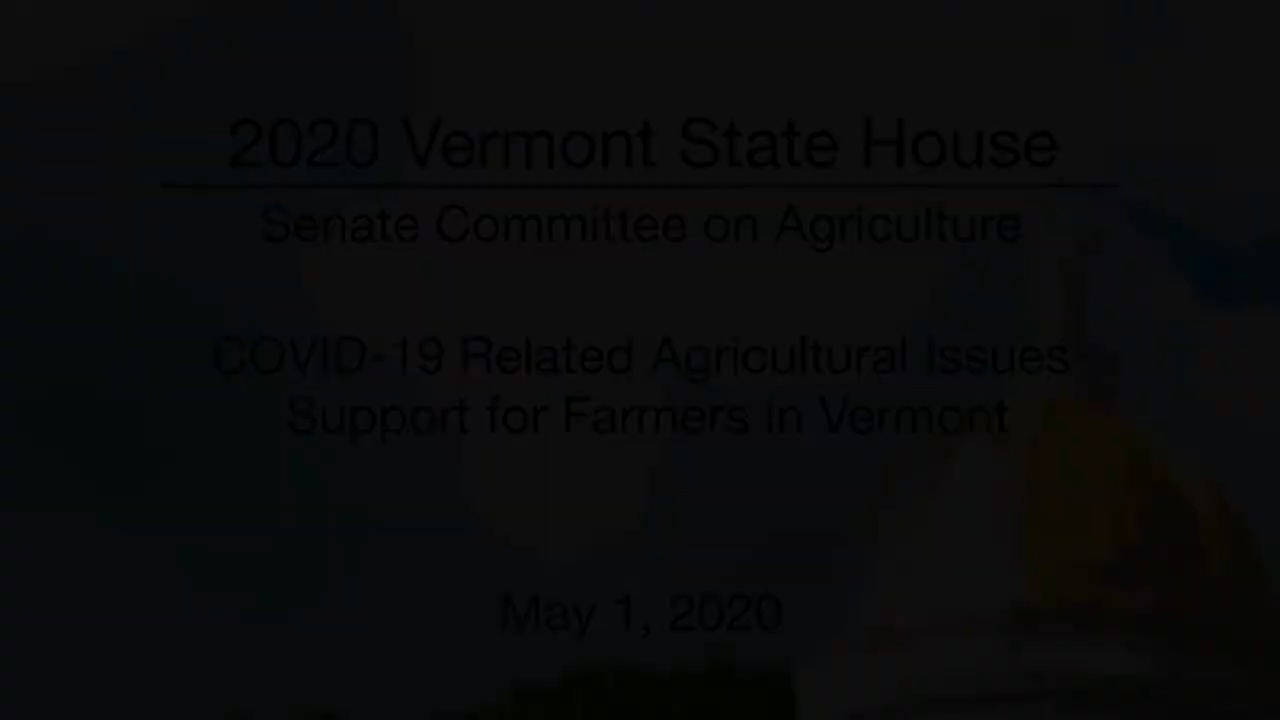 2020 Vermont State House
Senate Committee on Agriculture
COVID-19 Related Agricultural Issues
Support for Farmers in Vermont
May 1, 2020